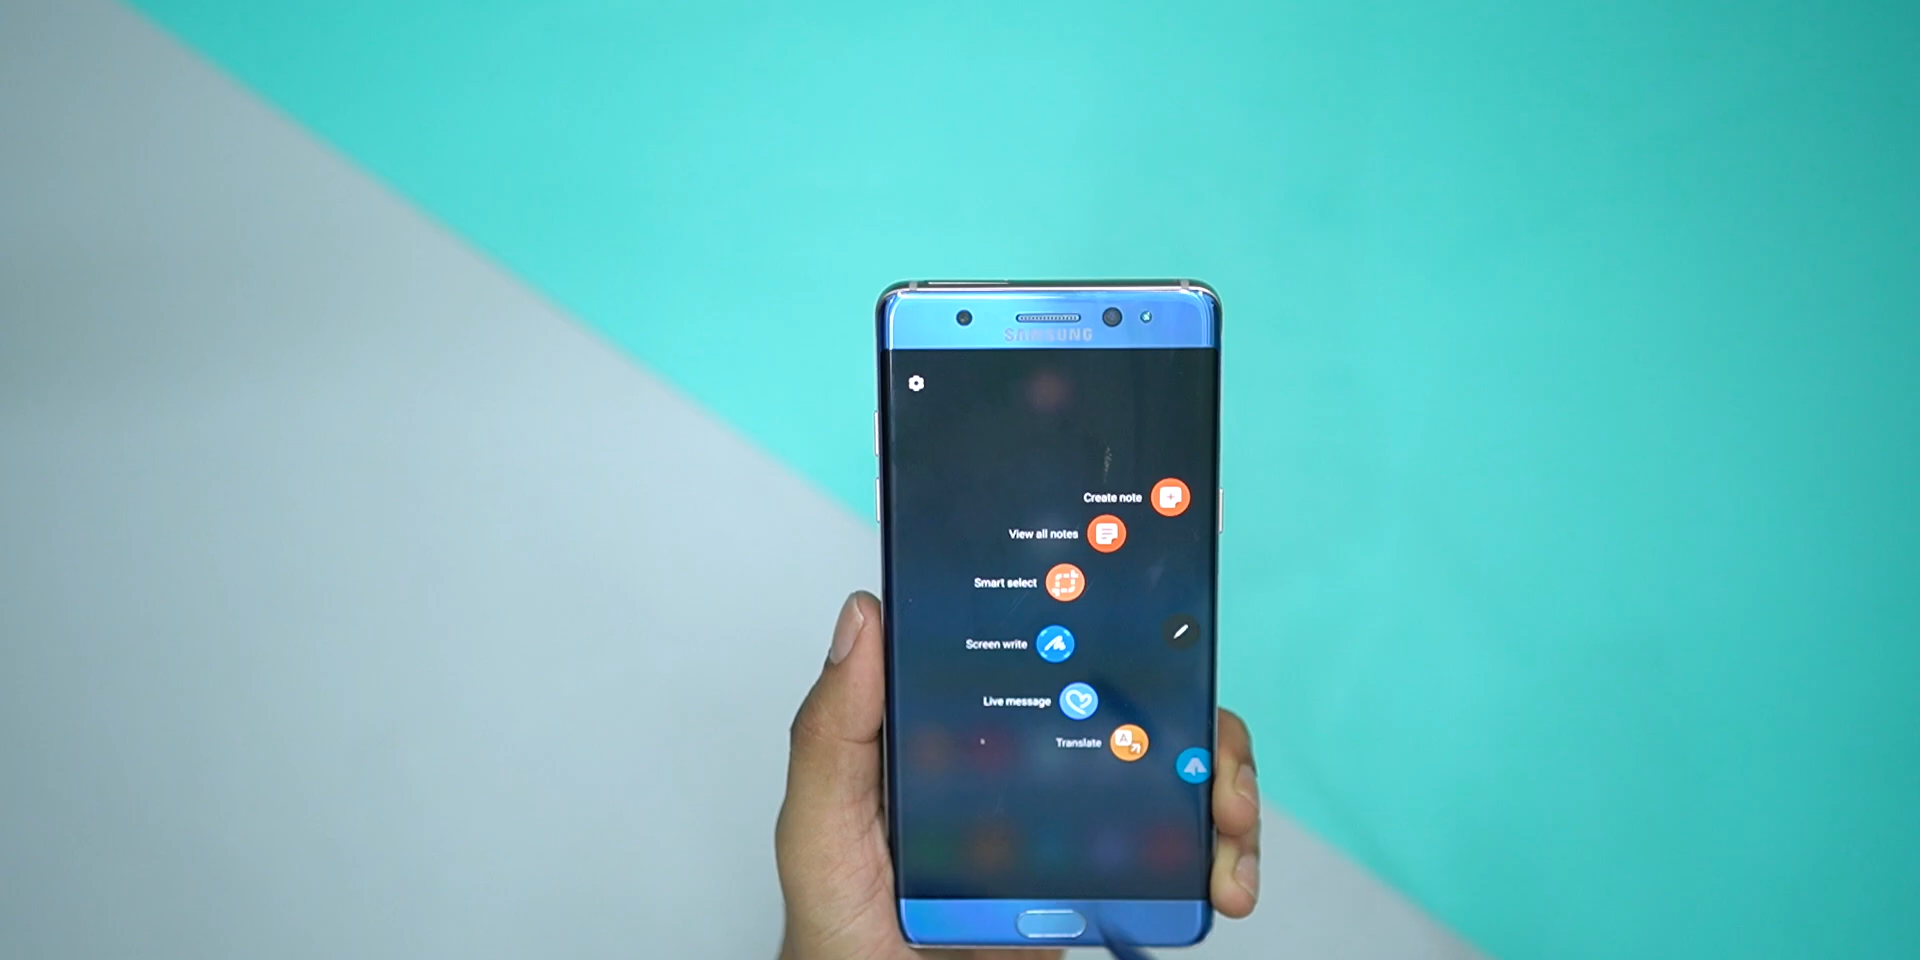 SAMSUNG
Create note
View all notes
Smart select
Screen write
Live message
Translate